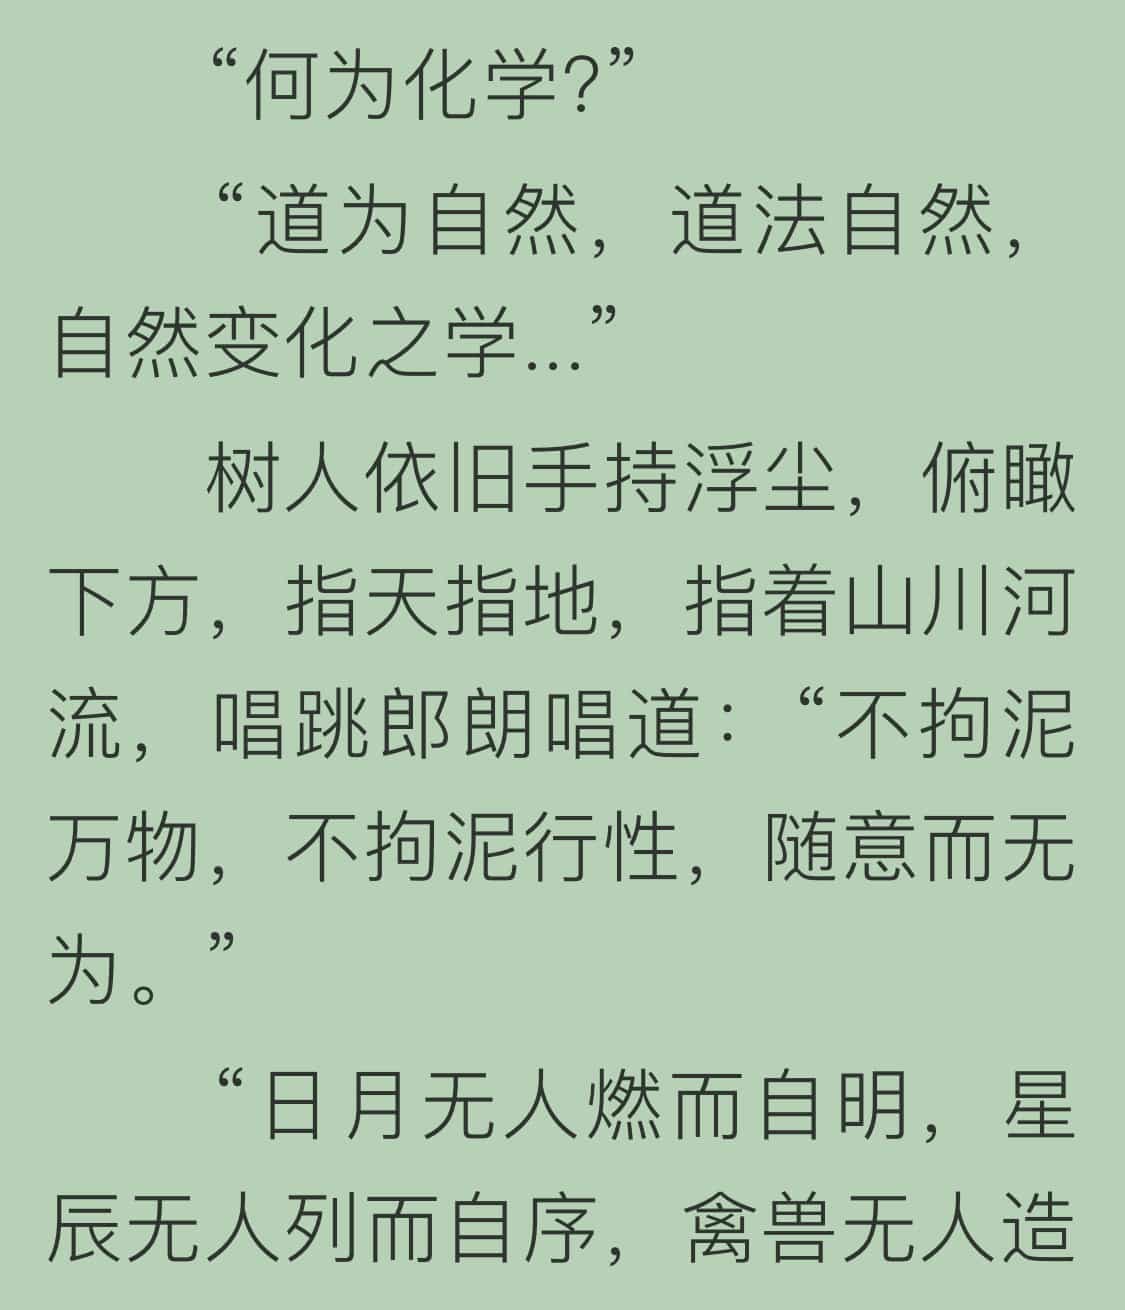 “何为化学?”
“道为自然，道法自然，
自然变化之学...”
树人依旧手持浮尘，俯瞰
下方，指天指地，指着山川河
流，唱跳郎朗唱道：“不拘泥
万物，不拘泥行性，随意而无
为。”
“日月无人燃而自明，星
辰无人列而自序，禽兽无人造